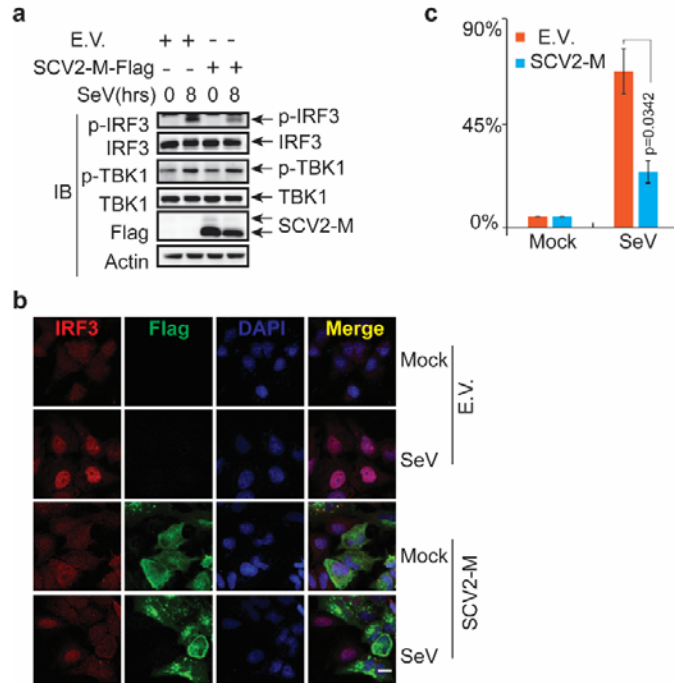 a
E.V. + + - -
SCV2-M-Flag - - + +
SeV(hrs) 0 8 0 8
p-IRF3 p-IRF3
IRF3 IRF3
p-TBK1 p-TBK1
TBK1 TBK1
Flag SCV2-M
Actin
IB
c
90%
45%
0%
E.V.
SCV2-M
p=0.0342
Mock SeV
b
IRF3 Flag DAPI Merge
Mock
SeV
E.V.
Mock
SeV
SCV2-M